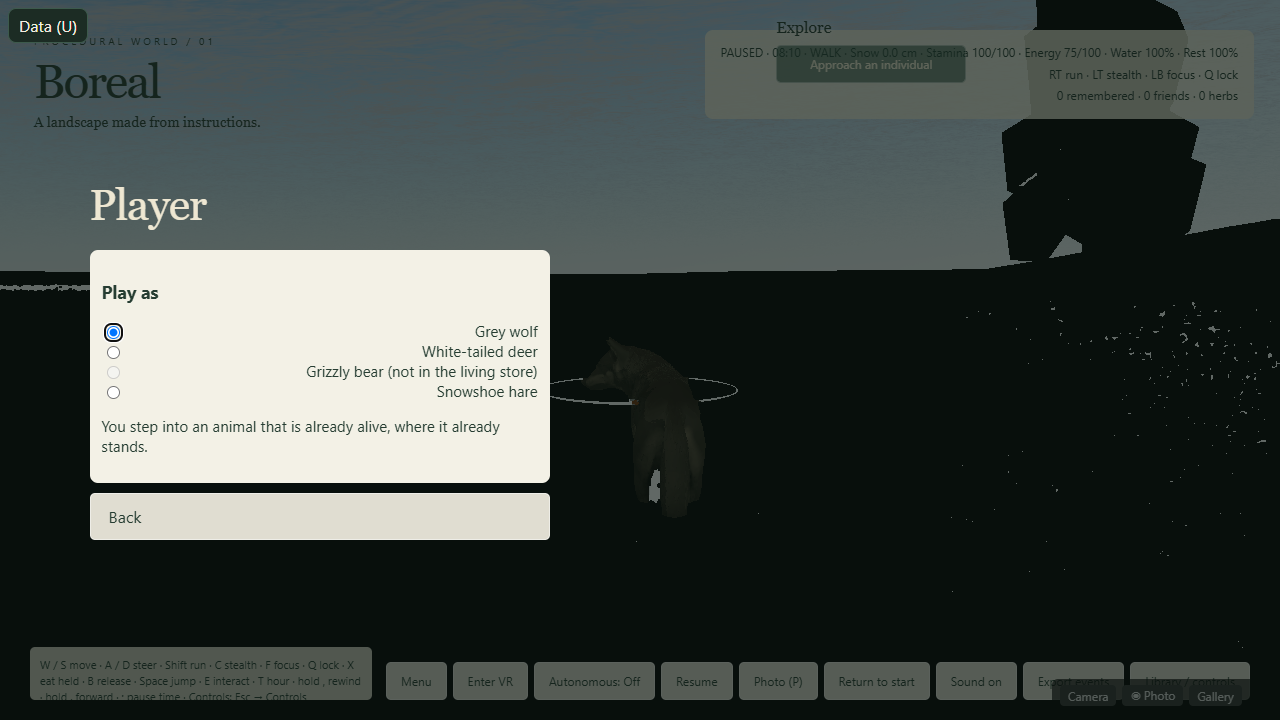 Data (U)
PROCEDURAL WORLD / 01
Boreal
A landscape made from instructions.
Explore
Approach an individual
PAUSED · 08:10 · WALK · Snow 0.0 cm · Stamina 100/100 · Energy 75/100 · Water 100% · Rest 100%
RT run · LT stealth · LB focus · Q lock
0 remembered · 0 friends · 0 herbs
Player
Play as
Grey wolf
White-tailed deer
Grizzly bear (not in the living store)
Snowshoe hare
You step into an animal that is already alive, where it already
stands.
Back
W / S move · A / D steer · Shift run · C stealth · F focus · Q lock · X
eat held · B release · Space jump · E interact · T hour · hold , rewind
· hold . forward · ; pause time · Controls: Esc → Controls
Menu
Enter VR
Autonomous: Off
Resume
Photo (P)
Return to start
Sound on
Export events
Library / controls
Camera
◉ Photo
Gallery